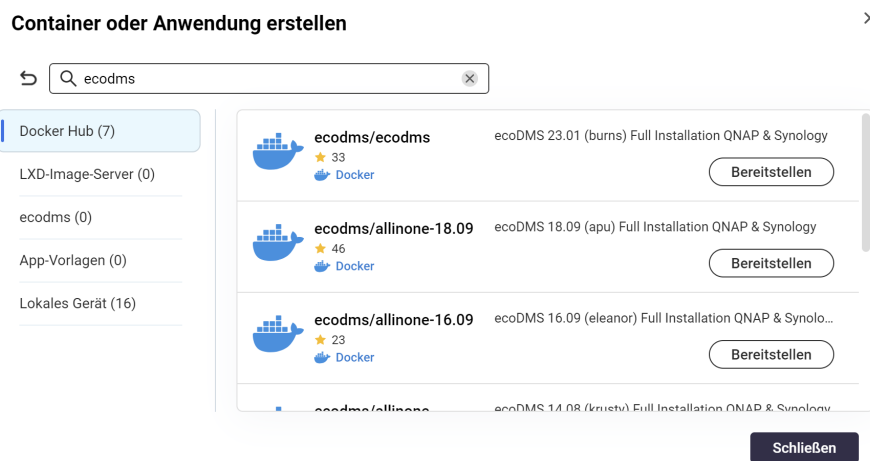 Container oder Anwendung erstellen
ecodms
Docker Hub (7)
LXD-Image-Server (0)
ecodms (0)
App-Vorlagen (0)
Lokales Gerät (16)
ecodms/ecodms
33
Docker
ecoDMS 23.01 (burns) Full Installation QNAP & Synology
Bereitstellen
ecodms/allinone-18.09
46
Docker
ecoDMS 18.09 (apu) Full Installation QNAP & Synology
Bereitstellen
ecodms/allinone-16.09
23
Docker
ecoDMS 16.09 (eleanor) Full Installation QNAP & Synolo...
Bereitstellen
ecodms/allinone
ecoDMS 14.08 (krusty) Full Installation QNAP & Synology
Schließen